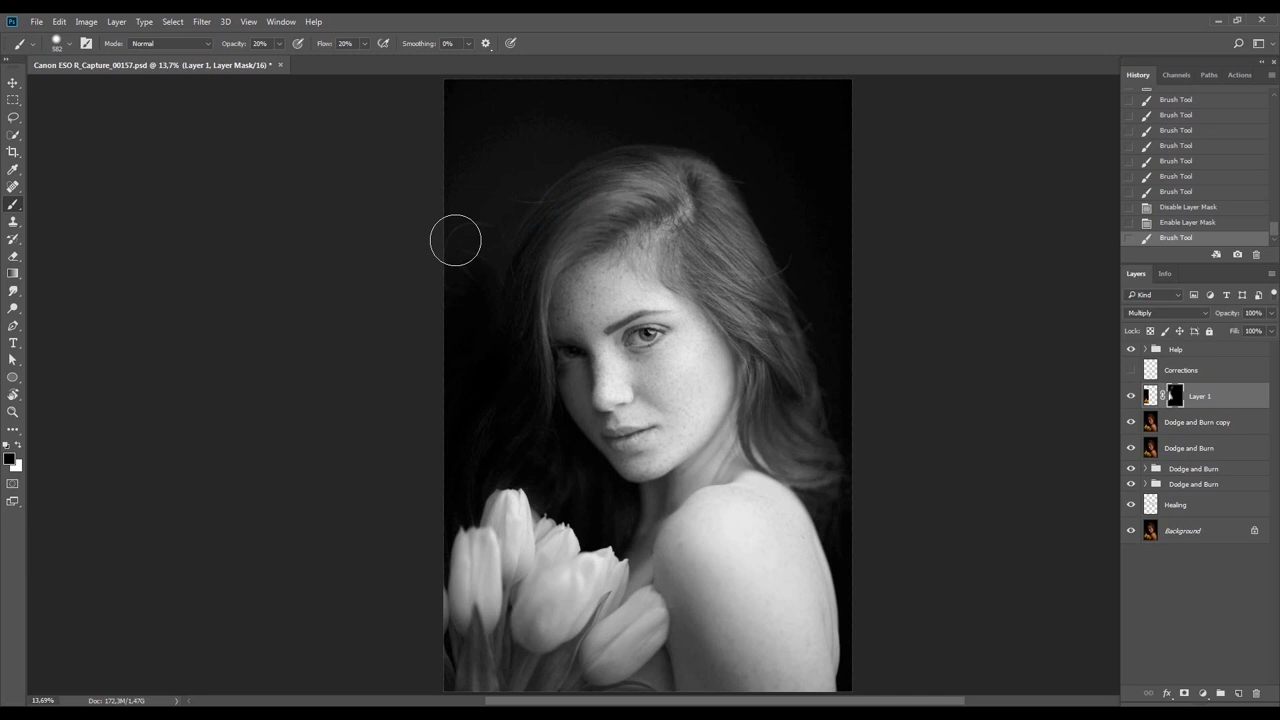 Ps File Edit Image Layer Type Select Filter 3D View Window Help
582 Mode: Normal Opacity: 20% Flow: 20% Smoothing: 0%
Canon ESO R_Capture_00157.psd @ 13,7% (Layer 1, Layer Mask/16) *
History Channels Paths Actions
Brush Tool
Brush Tool
Brush Tool
Brush Tool
Brush Tool
Brush Tool
Brush Tool
Disable Layer Mask
Enable Layer Mask
Brush Tool
Layers Info
Kind
Multiply Opacity: 100%
Lock: Fill: 100%
Help
Corrections
Layer 1
Dodge and Burn copy
Dodge and Burn
Dodge and Burn
Dodge and Burn
Healing
Background
13,69% Doc: 172,3M/1,47G